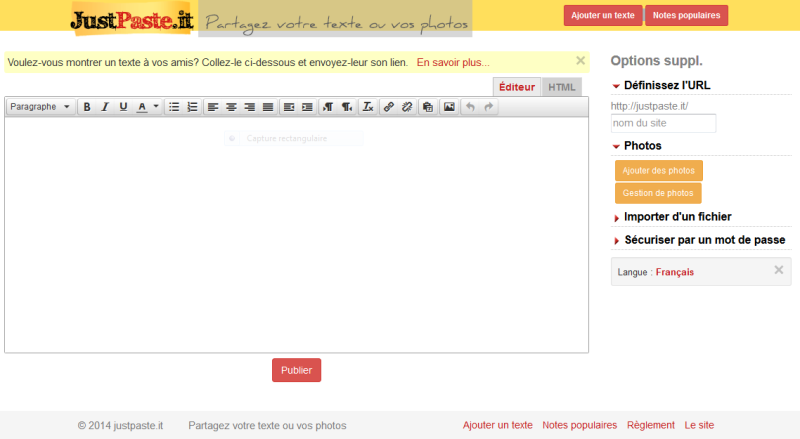 JustPaste.it
Partagez votre texte ou vos photos
Ajouter un texte
Notes populaires
Voulez-vous montrer un texte à vos amis? Collez-le ci-dessous et envoyez-leur son lien. En savoir plus...
Éditeur
HTML
Paragraphe
B I U A
Capture rectangulaire
Publier
Options suppl.
Définissez l'URL
http://justpaste.it/
nom du site
Photos
Ajouter des photos
Gestion de photos
Importer d'un fichier
Sécuriser par un mot de passe
Langue : Français
© 2014 justpaste.it
Partagez votre texte ou vos photos
Ajouter un texte
Notes populaires
Règlement
Le site